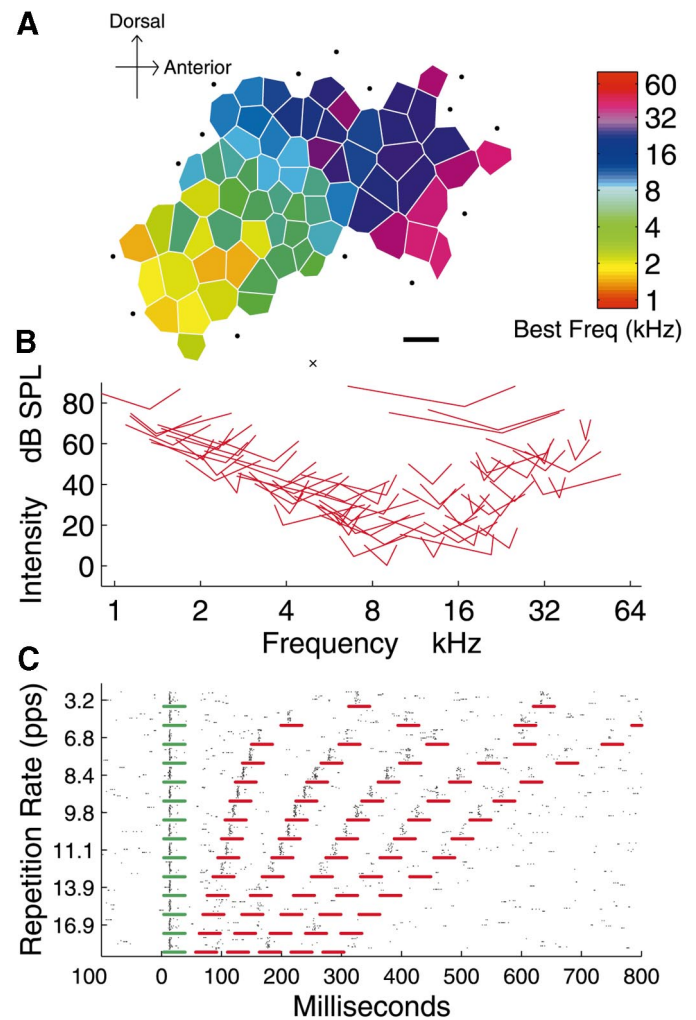 A
Dorsal
Anterior
60
32
16
8
4
2
1
Best Freq (kHz)
B
×
Intensity dB SPL
80
60
40
20
0
1 2 4 8 16 32 64
Frequency kHz
C
Repetition Rate (pps)
3.2
6.8
8.4
9.8
11.1
13.9
16.9
100 0 100 200 300 400 500 600 700 800
Milliseconds